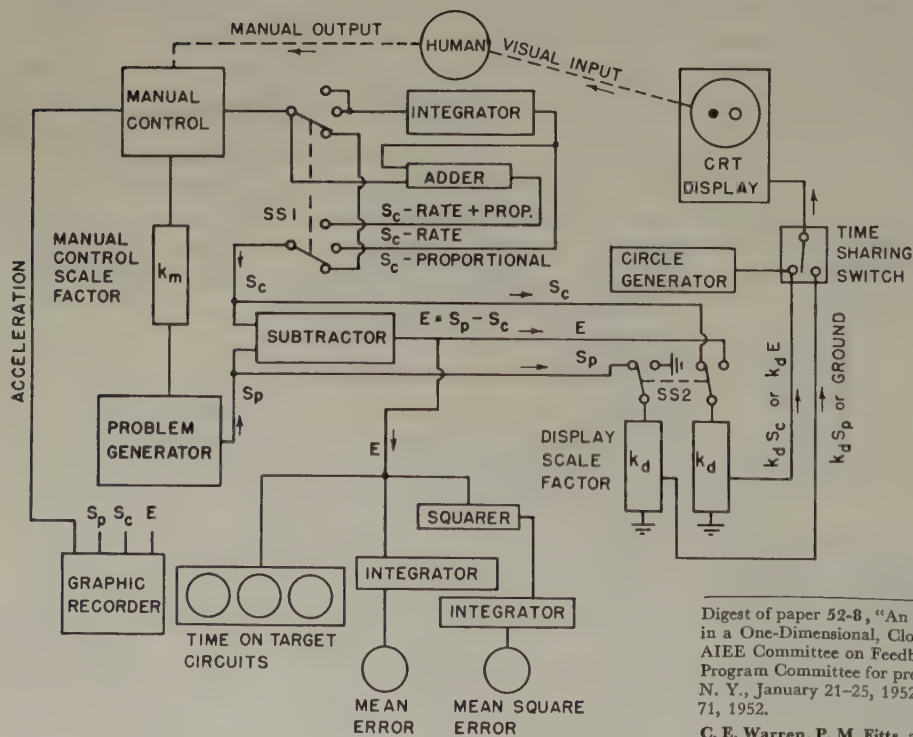 MANUAL OUTPUT
HUMAN
VISUAL INPUT
MANUAL
CONTROL
INTEGRATOR
ADDER
SS1
Sc-RATE + PROP.
Sc-RATE
Sc-PROPORTIONAL
CRT
DISPLAY
TIME
SHARING
SWITCH
CIRCLE
GENERATOR
MANUAL
CONTROL
SCALE
FACTOR
km
ACCELERATION
Sc
Sc
SUBTRACTOR
E = Sp - Sc
E
Sp
Sp
SS2
PROBLEM
GENERATOR
E
DISPLAY
SCALE
FACTOR
kd
kd
kd Sc or kd E
kd Sp or GROUND
Sp Sc E
GRAPHIC
RECORDER
SQUARER
INTEGRATOR
INTEGRATOR
TIME ON TARGET
CIRCUITS
MEAN
ERROR
MEAN SQUARE
ERROR
Digest of paper 52-8, "An
in a One-Dimensional, Clo
AIEE Committee on Feedb
Program Committee for pre
N. Y., January 21-25, 1952
71, 1952.
C. E. Warren, P. M. Fitts,